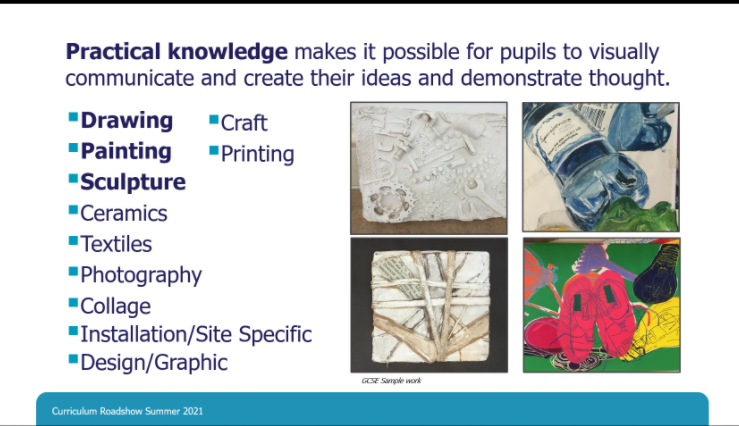 Practical knowledge makes it possible for pupils to visually
communicate and create their ideas and demonstrate thought.
Drawing
Painting
Sculpture
Ceramics
Textiles
Photography
Collage
Installation/Site Specific
Design/Graphic
Craft
Printing
GCSE Sample work
Curriculum Roadshow Summer 2021